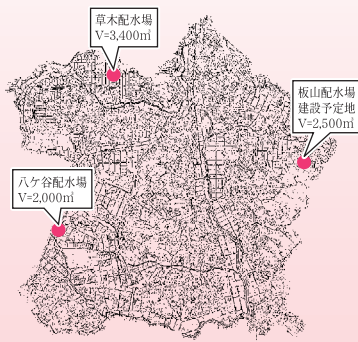 草木配水場
V=3,400㎥
板山配水場
建設予定地
V=2,500㎥
八ケ谷配水場
V=2,000㎥